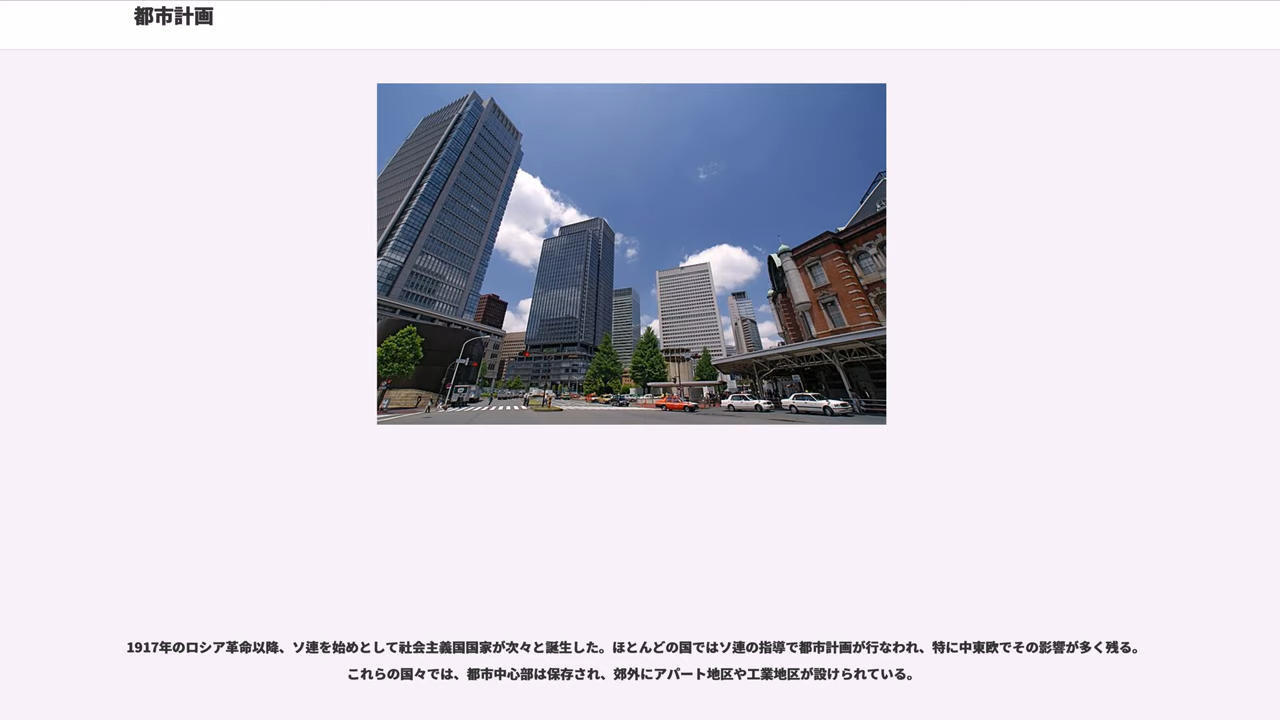 都市計画
1917年のロシア革命以降、ソ連を始めとして社会主義国国家が次々と誕生した。ほとんどの国ではソ連の指導で都市計画が行なわれ、特に中東欧でその影響が多く残る。
これらの国々では、都市中心部は保存され、郊外にアパート地区や工業地区が設けられている。